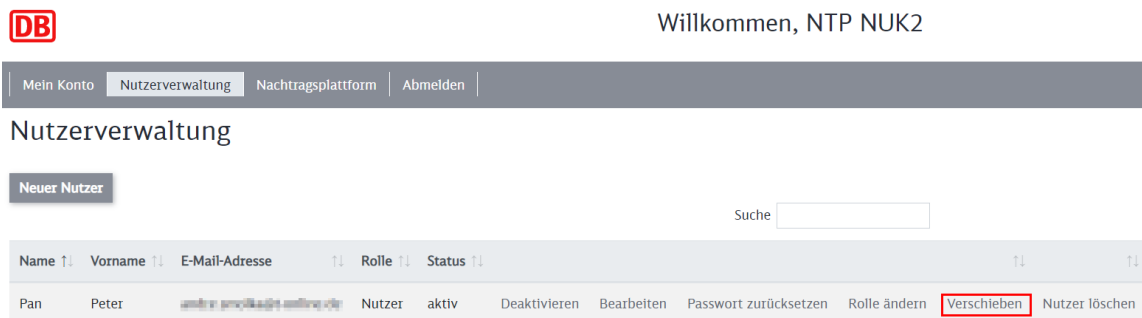 DB
Willkommen, NTP NUK2
Mein Konto Nutzerverwaltung Nachtragsplattform Abmelden
Nutzerverwaltung
Neuer Nutzer
Suche
Name Vorname E-Mail-Adresse Rolle Status
Pan Peter Nutzer aktiv Deaktivieren Bearbeiten Passwort zurücksetzen Rolle ändern Verschieben Nutzer löschen